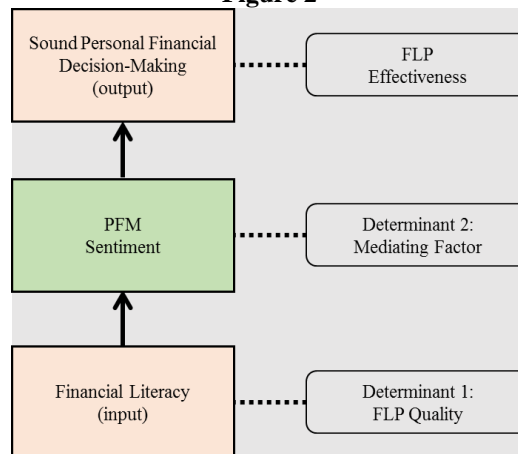 Figure 2
Sound Personal Financial
Decision-Making
(output)
FLP
Effectiveness
PFM
Sentiment
Determinant 2:
Mediating Factor
Financial Literacy
(input)
Determinant 1:
FLP Quality